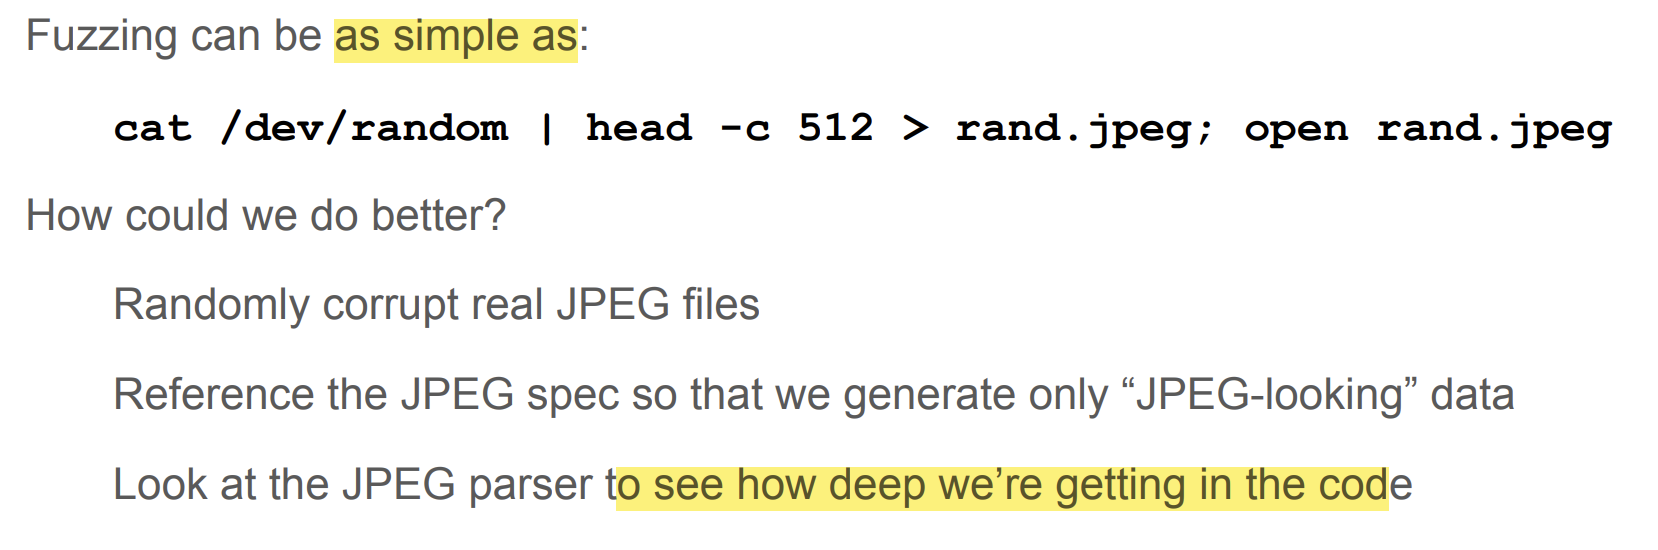 Fuzzing can be as simple as:
cat /dev/random | head -c 512 > rand.jpeg; open rand.jpeg
How could we do better?
Randomly corrupt real JPEG files
Reference the JPEG spec so that we generate only “JPEG-looking” data
Look at the JPEG parser to see how deep we’re getting in the code